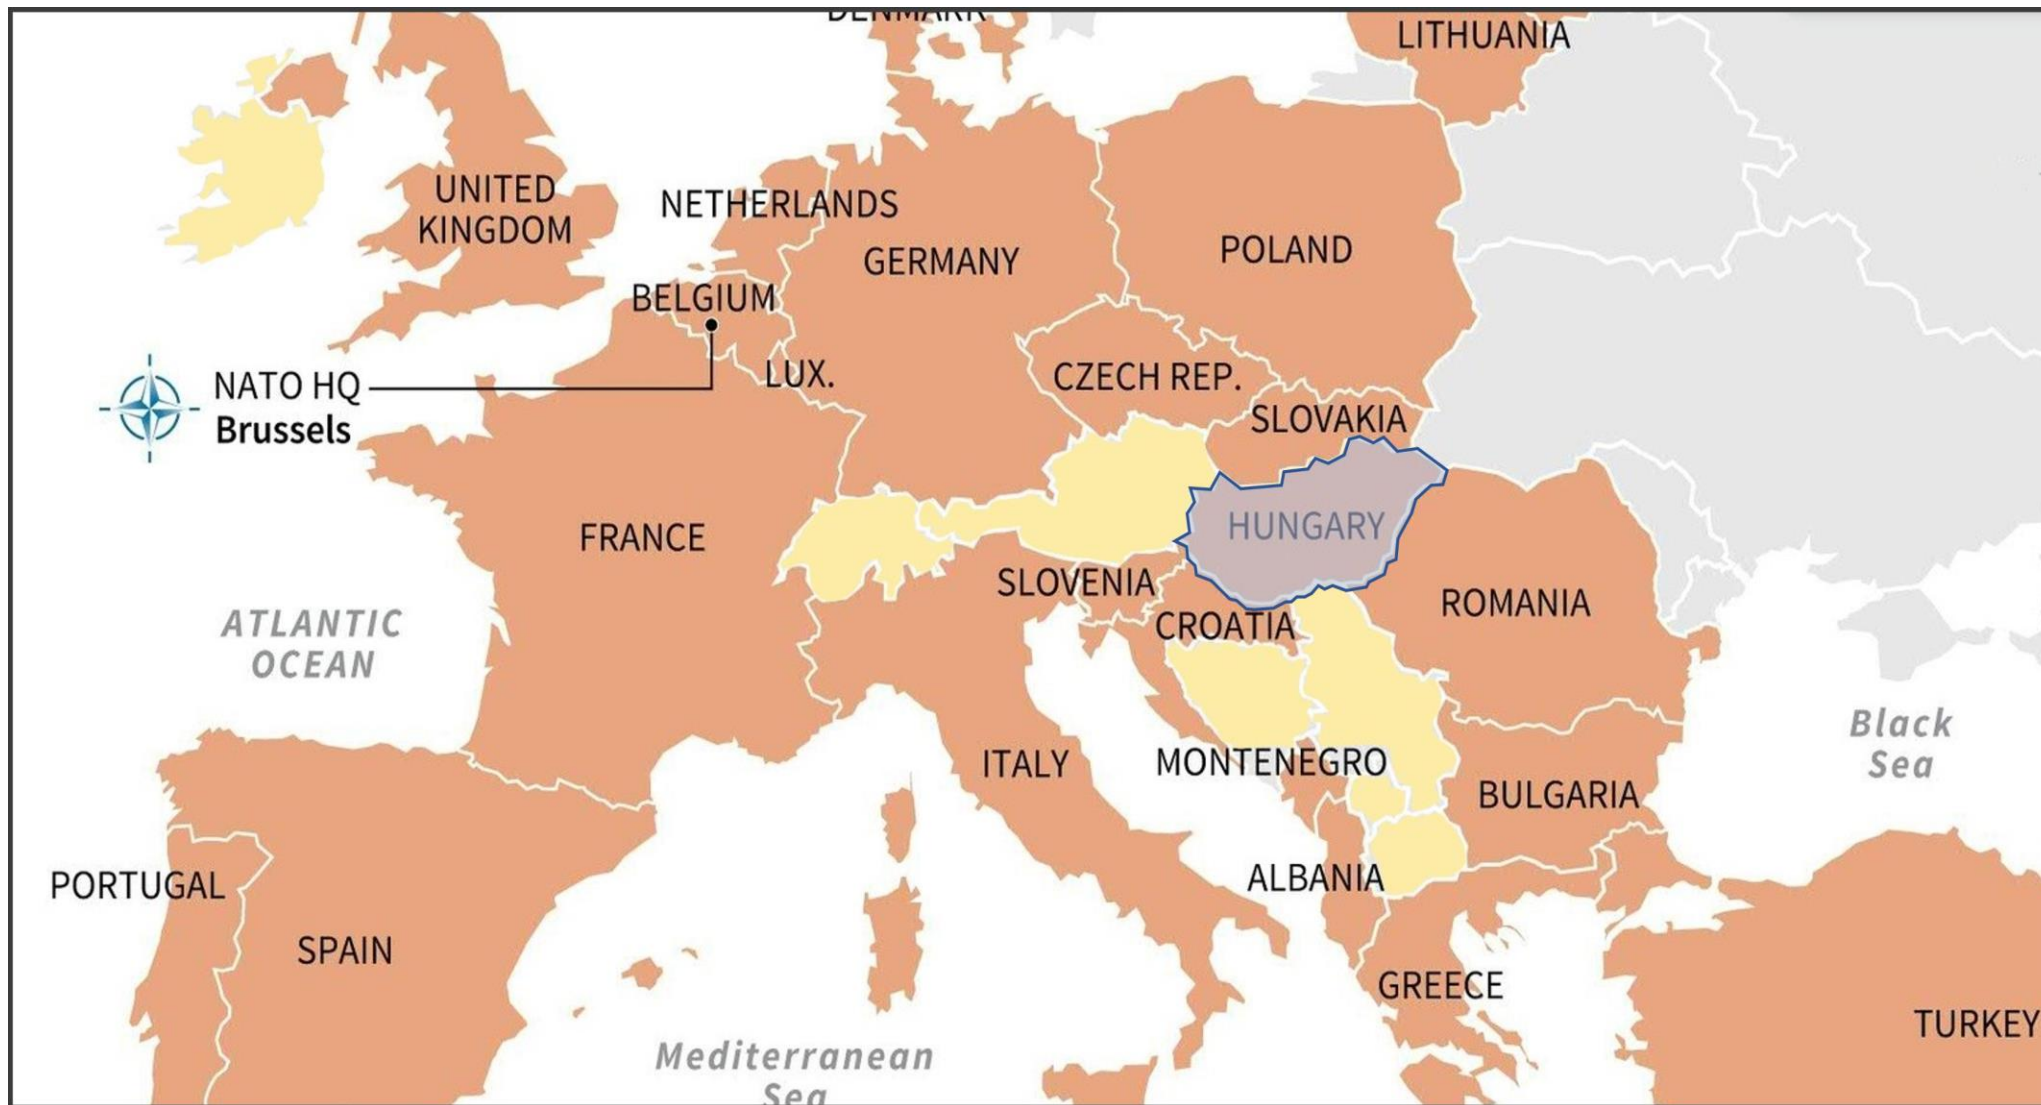 DENMARK
LITHUANIA
UNITED
KINGDOM
NETHERLANDS
GERMANY
POLAND
BELGIUM
LUX.
CZECH REP.
NATO HQ
Brussels
SLOVAKIA
FRANCE
HUNGARY
SLOVENIA
CROATIA
ROMANIA
ATLANTIC
OCEAN
ITALY
MONTENEGRO
BULGARIA
Black
Sea
PORTUGAL
SPAIN
ALBANIA
GREECE
TURKEY
Mediterranean
Sea